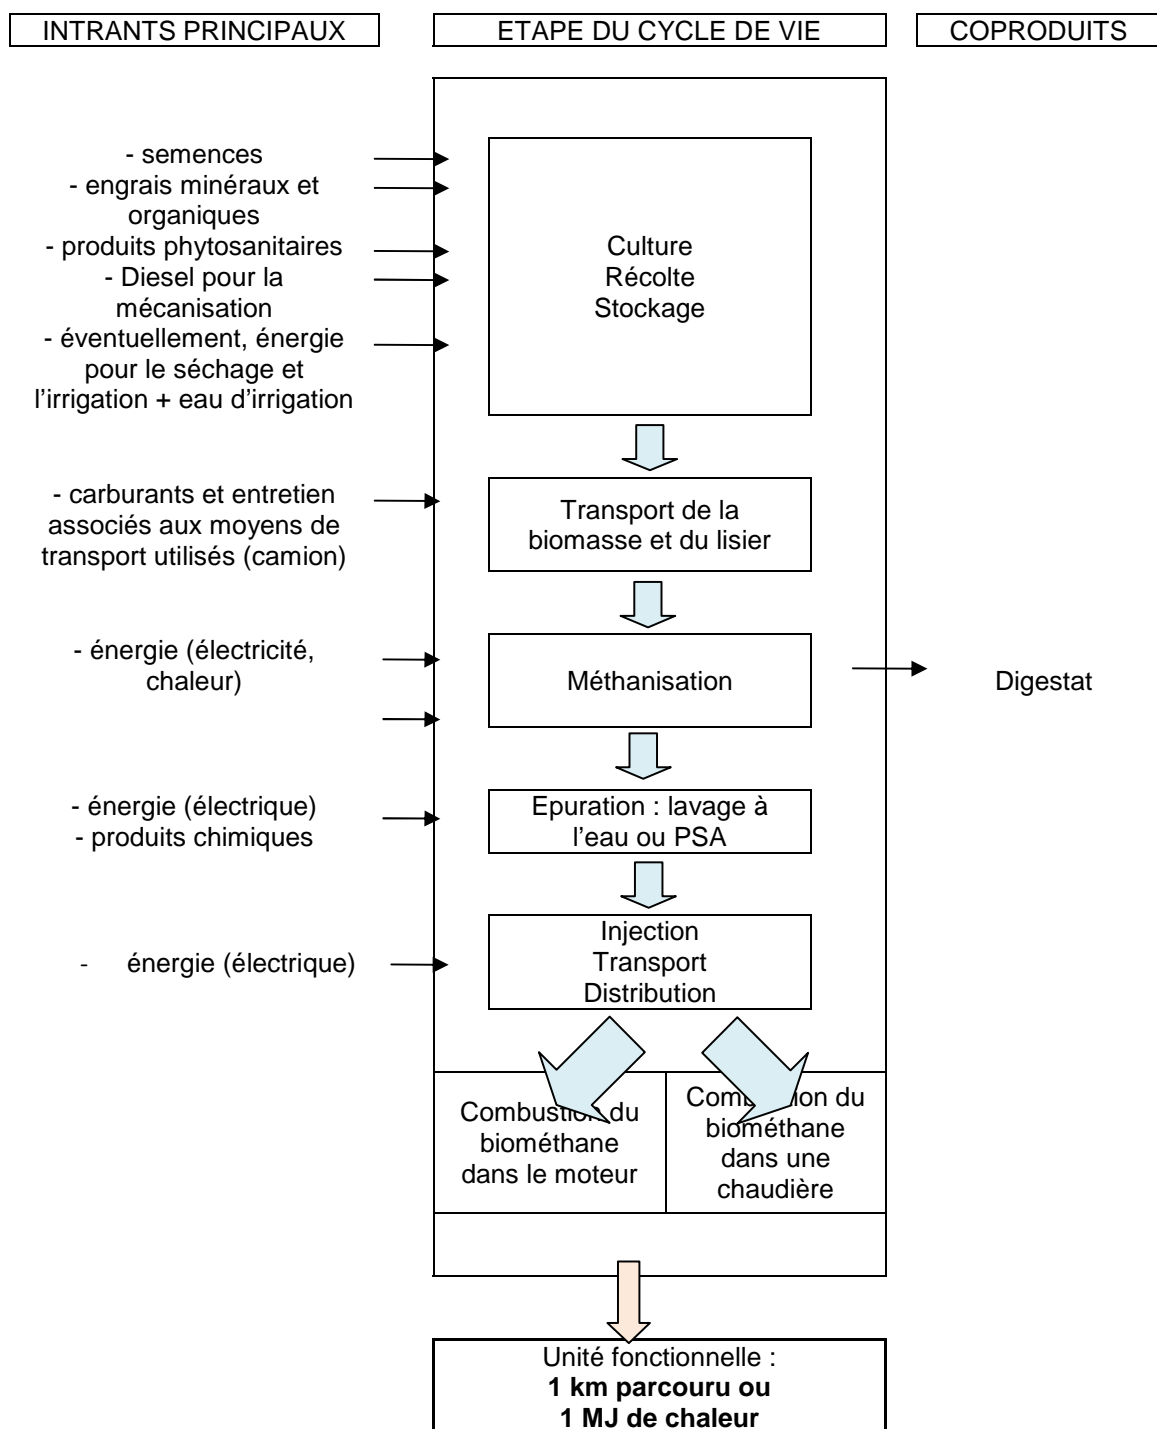 INTRANTS PRINCIPAUX
ETAPE DU CYCLE DE VIE
COPRODUITS
- semences
- engrais minéraux et
organiques
- produits phytosanitaires
- Diesel pour la
mécanisation
- éventuellement, énergie
pour le séchage et
l'irrigation + eau d'irrigation
Culture
Récolte
Stockage
- carburants et entretien
associés aux moyens de
transport utilisés (camion)
Transport de la
biomasse et du lisier
- énergie (électricité,
chaleur)
Méthanisation
Digestat
- énergie (électrique)
- produits chimiques
Epuration : lavage à
l'eau ou PSA
- énergie (électrique)
Injection
Transport
Distribution
Combustion du
biométhane
dans le moteur
Combustion du
biométhane
dans une
chaudière
Unité fonctionnelle :
1 km parcouru ou
1 MJ de chaleur